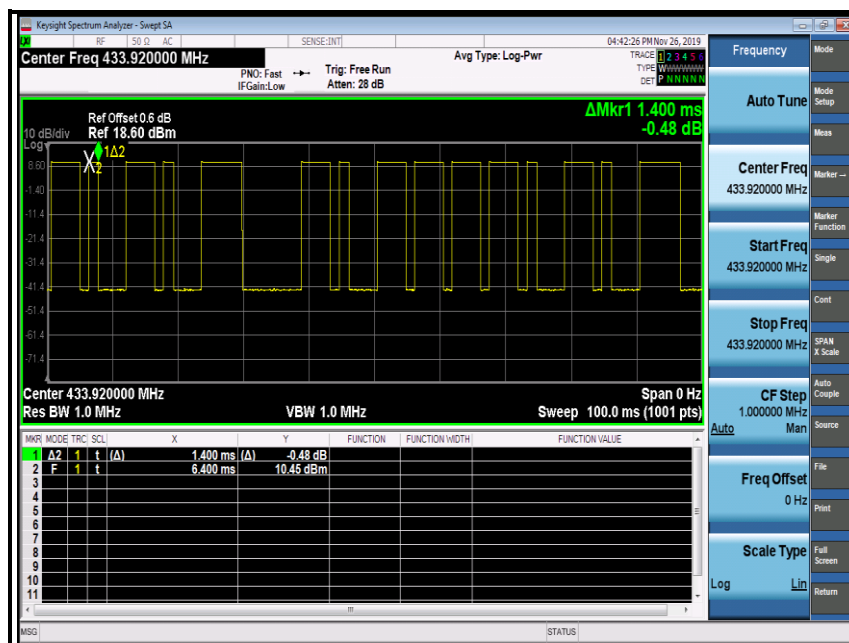 Keysight Spectrum Analyzer - Swept SA
RF 50 Ω AC SENSE:INT 04:42:26 PM Nov 26, 2019
Center Freq 433.920000 MHz
PNO: Fast
IFGain:Low
Trig: Free Run
Atten: 28 dB
Avg Type: Log-Pwr
TRACE 1 2 3 4 5 6
TYPE W
DET P N N N N N
Ref Offset 0.6 dB
Ref 18.60 dBm
10 dB/div
Log
ΔMkr1 1.400 ms
-0.48 dB
1Δ2
2
8.60
-1.40
-11.4
-21.4
-31.4
-41.4
-51.4
-61.4
-71.4
Center 433.920000 MHz
Span 0 Hz
Res BW 1.0 MHz
VBW 1.0 MHz
Sweep 100.0 ms (1001 pts)
MKR MODE TRC SCL X Y FUNCTION FUNCTION WIDTH FUNCTION VALUE
1 Δ2 1 t (Δ) 1.400 ms (Δ) -0.48 dB
2 F 1 t 6.400 ms 10.45 dBm
3
4
5
6
7
8
9
10
11
MSG
STATUS
Frequency
Auto Tune
Center Freq
433.920000 MHz
Start Freq
433.920000 MHz
Stop Freq
433.920000 MHz
CF Step
1.000000 MHz
Auto Man
Freq Offset
0 Hz
Scale Type
Log Lin
Mode
Mode
Setup
Meas
Marker→
Marker
Function
Single
Cont
SPAN
X Scale
Auto
Couple
Source
File
Print
Full
Screen
Return